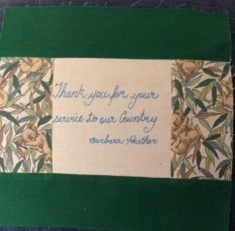 Thank you for your
service to our Country
Barbara Heather